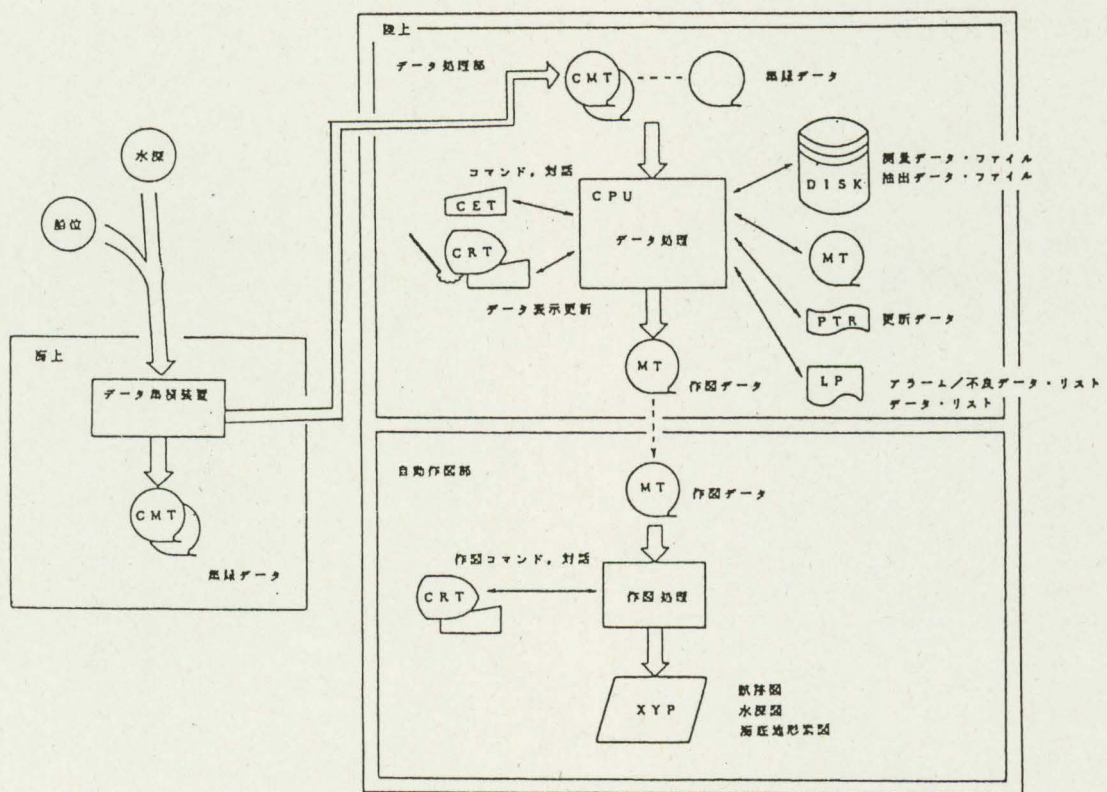 陸上
データ処理部
CMT
集録データ
水深
船位
コマンド，対話
CET
CRT
データ表示更新
CPU
データ処理
DISK
測量データ・ファイル
抽出データ・ファイル
MT
PTR
更新データ
LP
アラーム／不良データ・リスト
データ・リスト
MT
作図データ
海上
データ集積装置
CMT
集録データ
自動作図部
MT
作図データ
作図コマンド，対話
CRT
作図処理
XYP
航跡図
水深図
海底地形素図